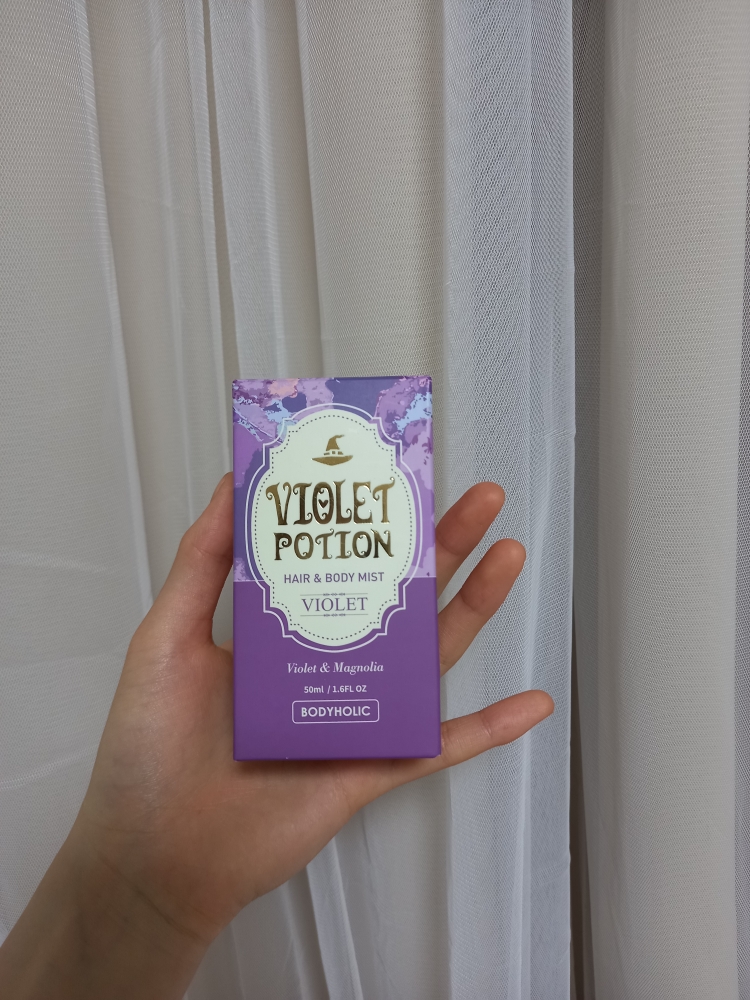 VIOLET
POTION
HAIR & BODY MIST
VIOLET
Violet & Magnolia
50ml / 1.6FL OZ
BODYHOLIC